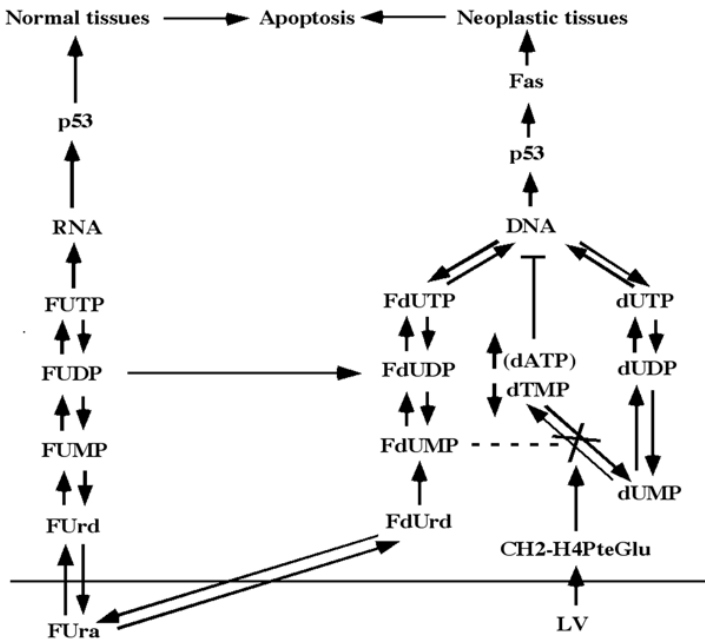 Normal tissues Apoptosis Neoplastic tissues
Fas
p53
p53
RNA DNA
FUTP FdUTP dUTP
(dATP)
FUDP FdUDP dUDP
dTMP
FUMP FdUMP
dUMP
FUrd FdUrd
CH2-H4PteGlu
FUra LV